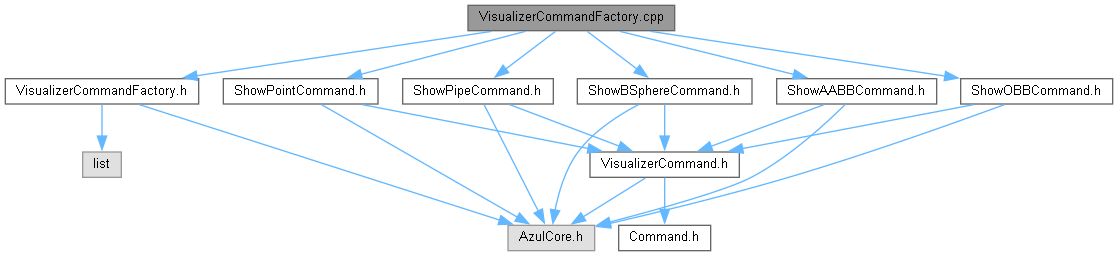 VisualizerCommandFactory.cpp
VisualizerCommandFactory.h
ShowPointCommand.h
ShowPipeCommand.h
ShowBSphereCommand.h
ShowAABBCommand.h
ShowOBBCommand.h
list
VisualizerCommand.h
AzulCore.h
Command.h